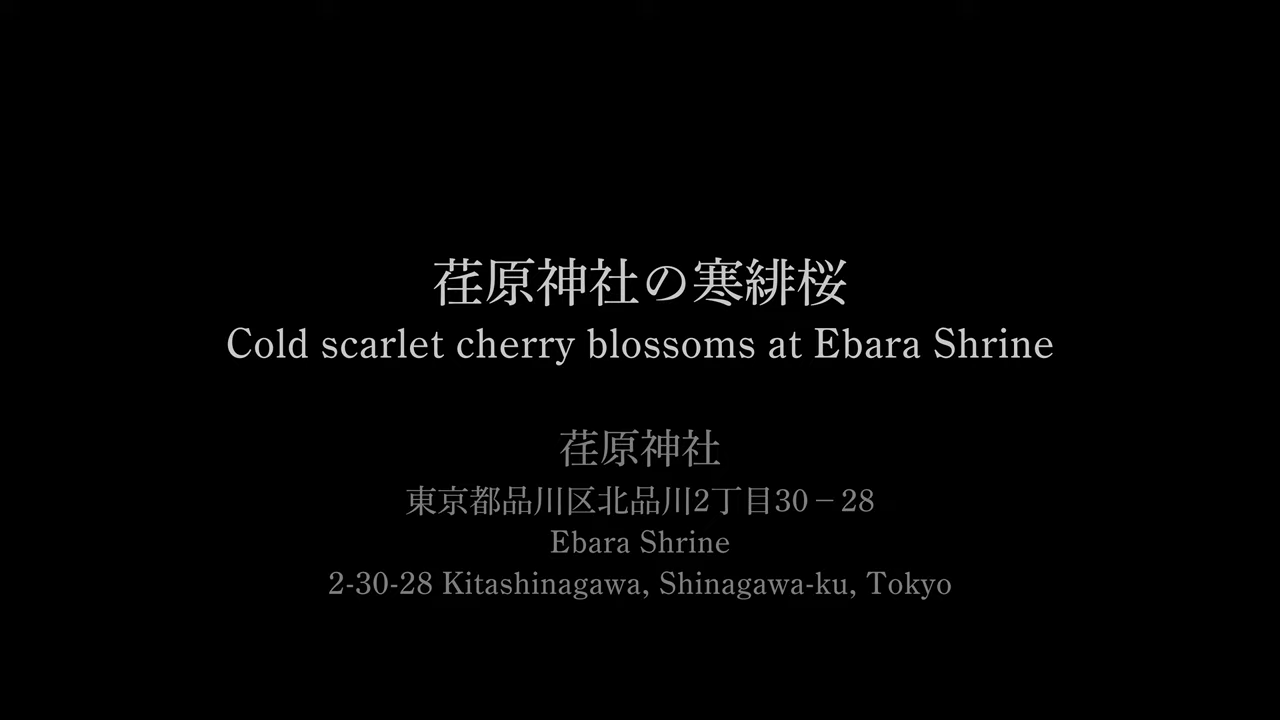 荏原神社の寒緋桜
Cold scarlet cherry blossoms at Ebara Shrine
荏原神社
東京都品川区北品川2丁目30－28
Ebara Shrine
2-30-28 Kitashinagawa, Shinagawa-ku, Tokyo